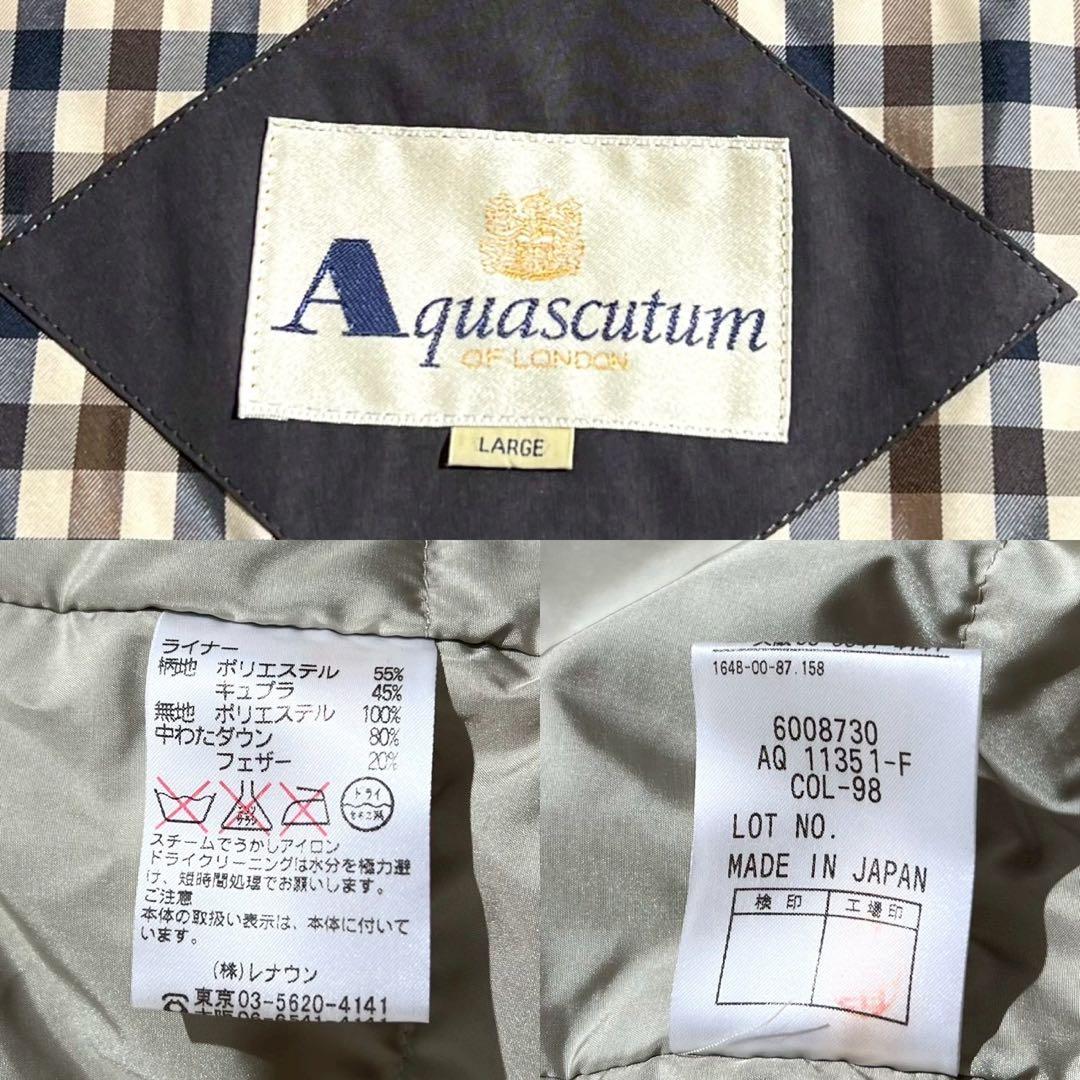 Aquascutum
OF LONDON
LARGE
ライナー
柄地 ポリエステル 55%
キュプラ 45%
無地 ポリエステル 100%
中わた ダウン 80%
フェザー 20%
ドライ
セキユ系
スチームでうかしアイロン
ドライクリーニングは水分を極力避
け、短時間処理でお願いします。
ご注意
本体の取扱い表示は、本体に付いて
います。
(株)レナウン
東京03-5620-4141
1648-00-87.158
6008730
AQ 11351-F
COL-98
LOT NO.
MADE IN JAPAN
検印 工場印